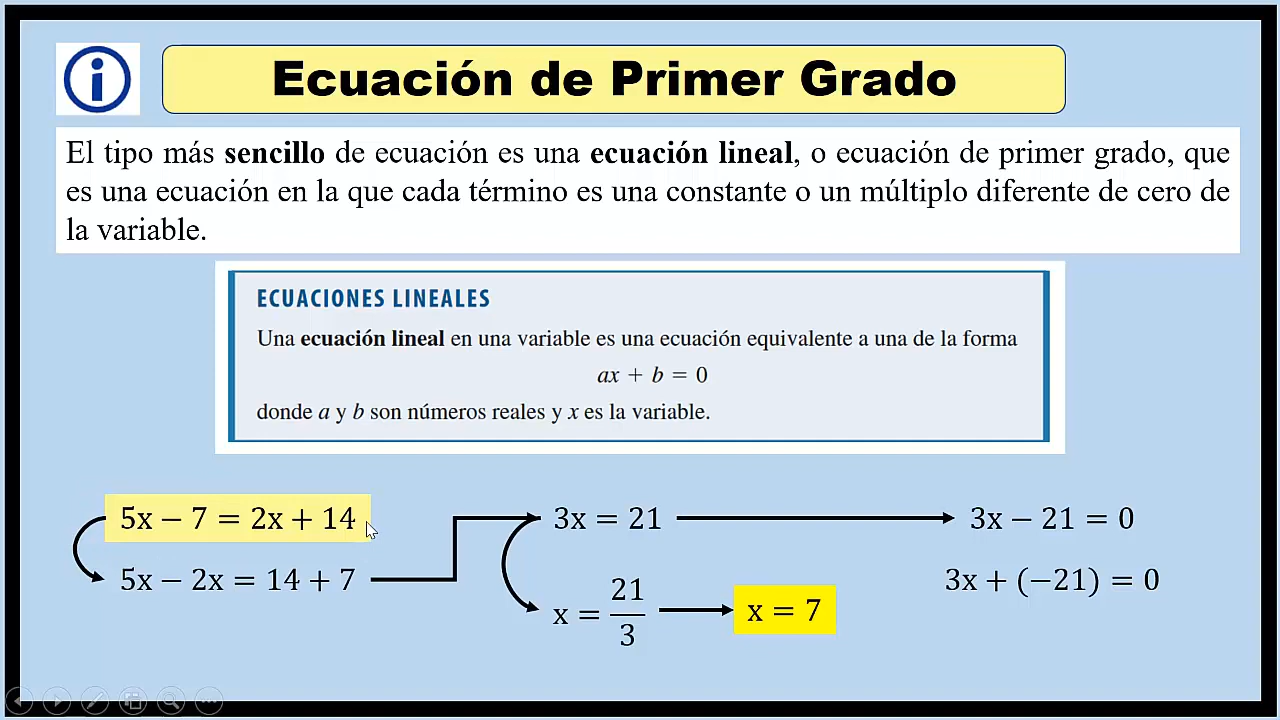 i
Ecuación de Primer Grado
El tipo más sencillo de ecuación es una ecuación lineal, o ecuación de primer grado, que
es una ecuación en la que cada término es una constante o un múltiplo diferente de cero de
la variable.
ECUACIONES LINEALES
Una ecuación lineal en una variable es una ecuación equivalente a una de la forma
ax + b = 0
donde a y b son números reales y x es la variable.
5x − 7 = 2x + 14
5x − 2x = 14 + 7
3x = 21
x = 21/3
x = 7
3x − 21 = 0
3x + (−21) = 0